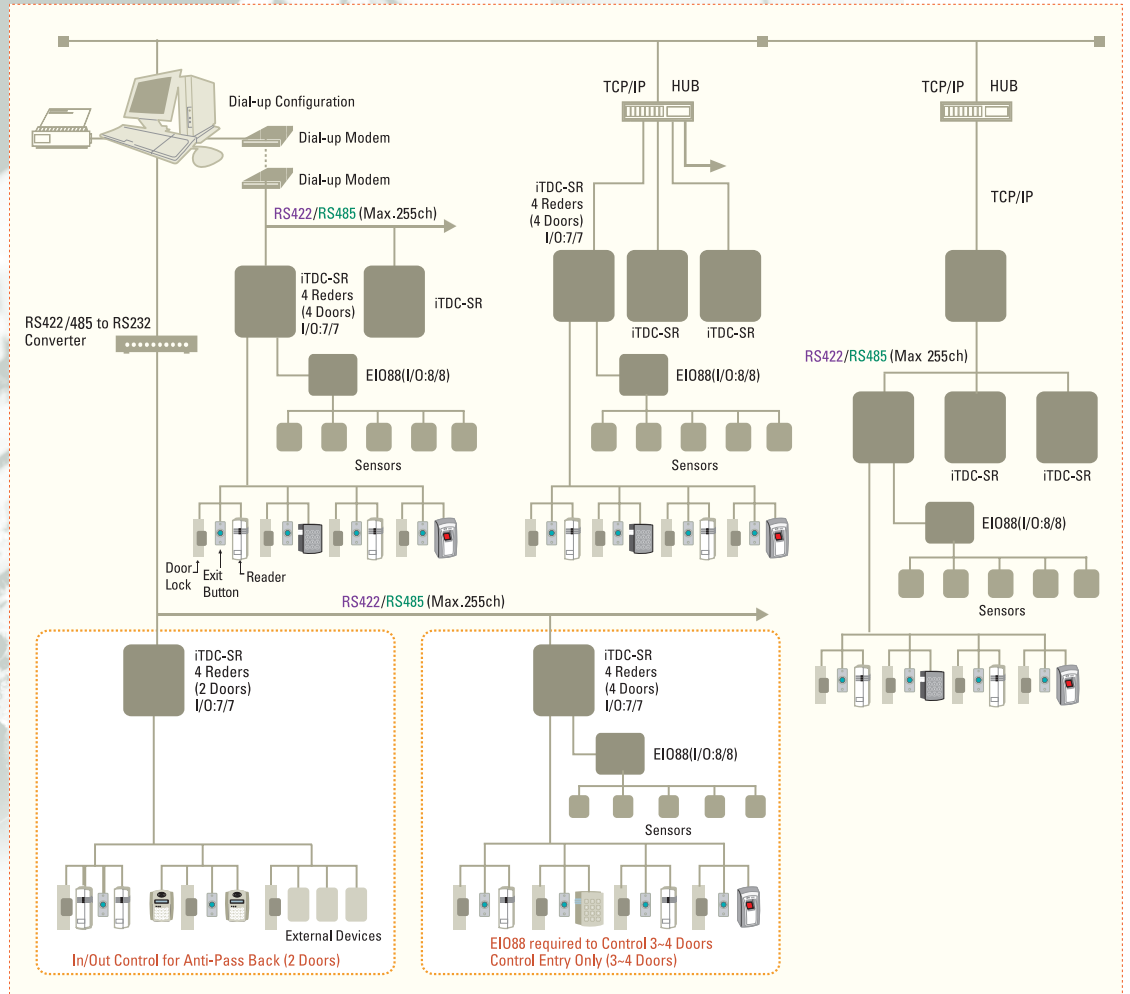 TCP/IP HUB
TCP/IP HUB
Dial-up Configuration
Dial-up Modem
Dial-up Modem
RS422/RS485 (Max.255ch)
iTDC-SR
4 Reders
(4 Doors)
I/O:7/7
iTDC-SR
RS422/485 to RS232
Converter
EIO88(I/O:8/8)
Sensors
Door
Lock
Exit
Button
Reader
iTDC-SR
4 Reders
(4 Doors)
I/O:7/7
iTDC-SR
iTDC-SR
EIO88(I/O:8/8)
Sensors
TCP/IP
RS422/RS485 (Max 255ch)
iTDC-SR
iTDC-SR
EIO88(I/O:8/8)
Sensors
RS422/RS485 (Max.255ch)
iTDC-SR
4 Reders
(2 Doors)
I/O:7/7
External Devices
In/Out Control for Anti-Pass Back (2 Doors)
iTDC-SR
4 Reders
(4 Doors)
I/O:7/7
EIO88(I/O:8/8)
Sensors
EIO88 required to Control 3~4 Doors
Control Entry Only (3~4 Doors)